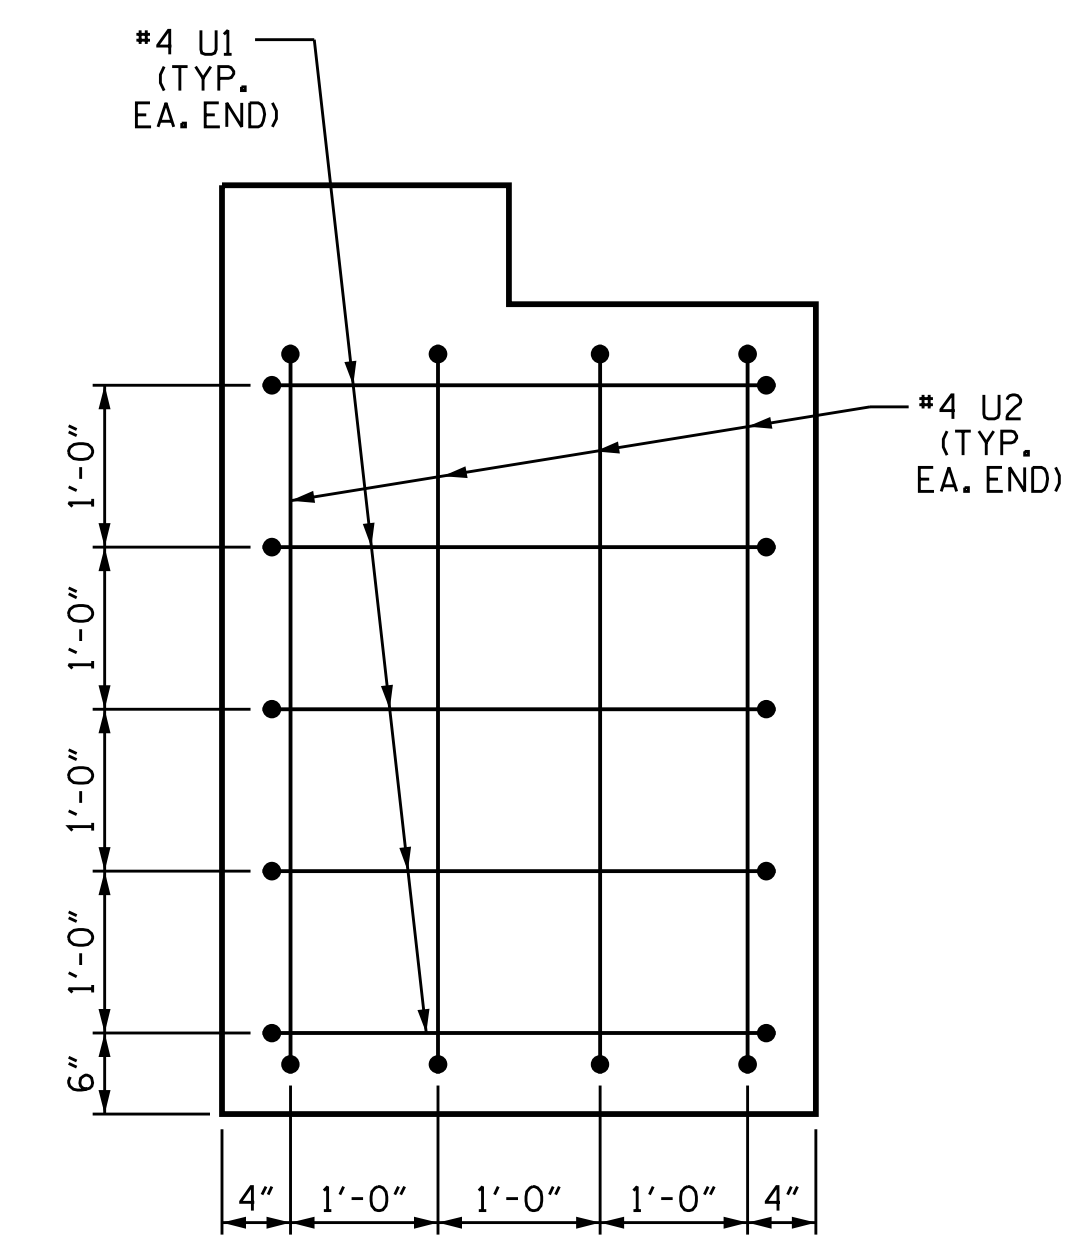 #4 U1
(TYP.
EA. END)
#4 U2
(TYP.
EA. END)
1'-0"
1'-0"
1'-0"
1'-0"
6"
4" 1'-0" 1'-0" 1'-0" 4"